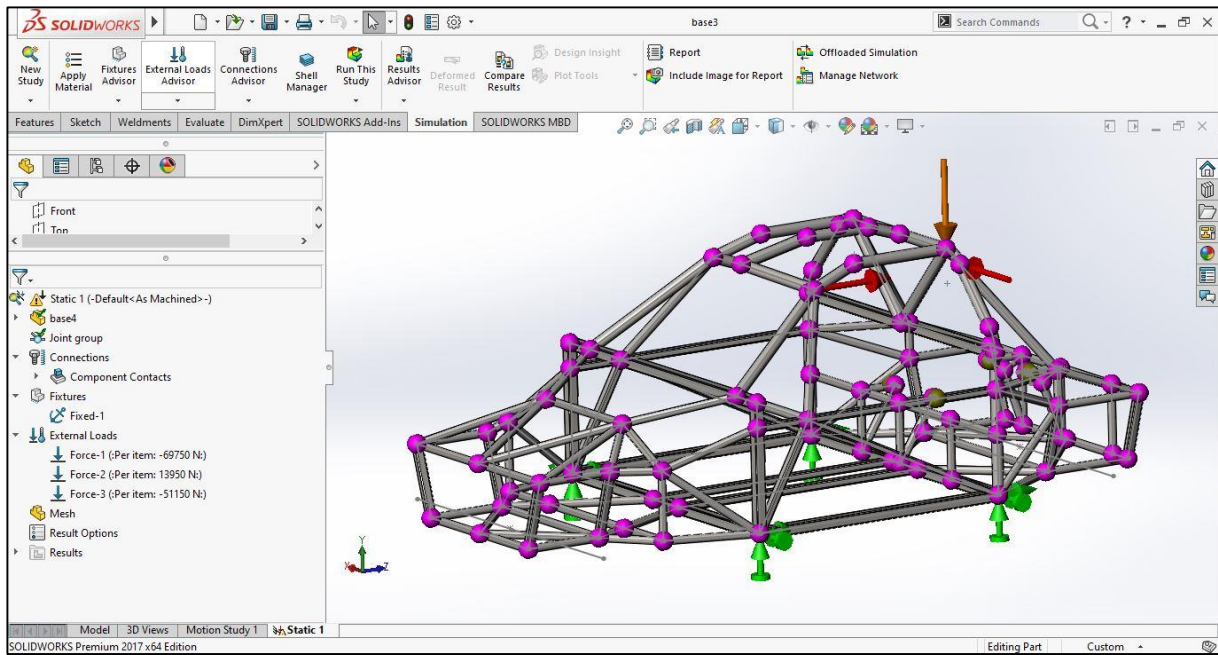 SOLIDWORKS
base3
Search Commands
?
New Study
Apply Material
Fixtures Advisor
External Loads Advisor
Connections Advisor
Shell Manager
Run This Study
Results Advisor
Deformed Result
Compare Results
Design Insight
Plot Tools
Report
Include Image for Report
Offloaded Simulation
Manage Network
Features
Sketch
Weldments
Evaluate
DimXpert
SOLIDWORKS Add-Ins
Simulation
SOLIDWORKS MBD
Front
Top
Static 1 (-Default<As Machined>-)
base4
Joint group
Connections
Component Contacts
Fixtures
Fixed-1
External Loads
Force-1 (:Per item: -69750 N:)
Force-2 (:Per item: 13950 N:)
Force-3 (:Per item: -51150 N:)
Mesh
Result Options
Results
Y
X
Z
Model
3D Views
Motion Study 1
Static 1
SOLIDWORKS Premium 2017 x64 Edition
Editing Part
Custom